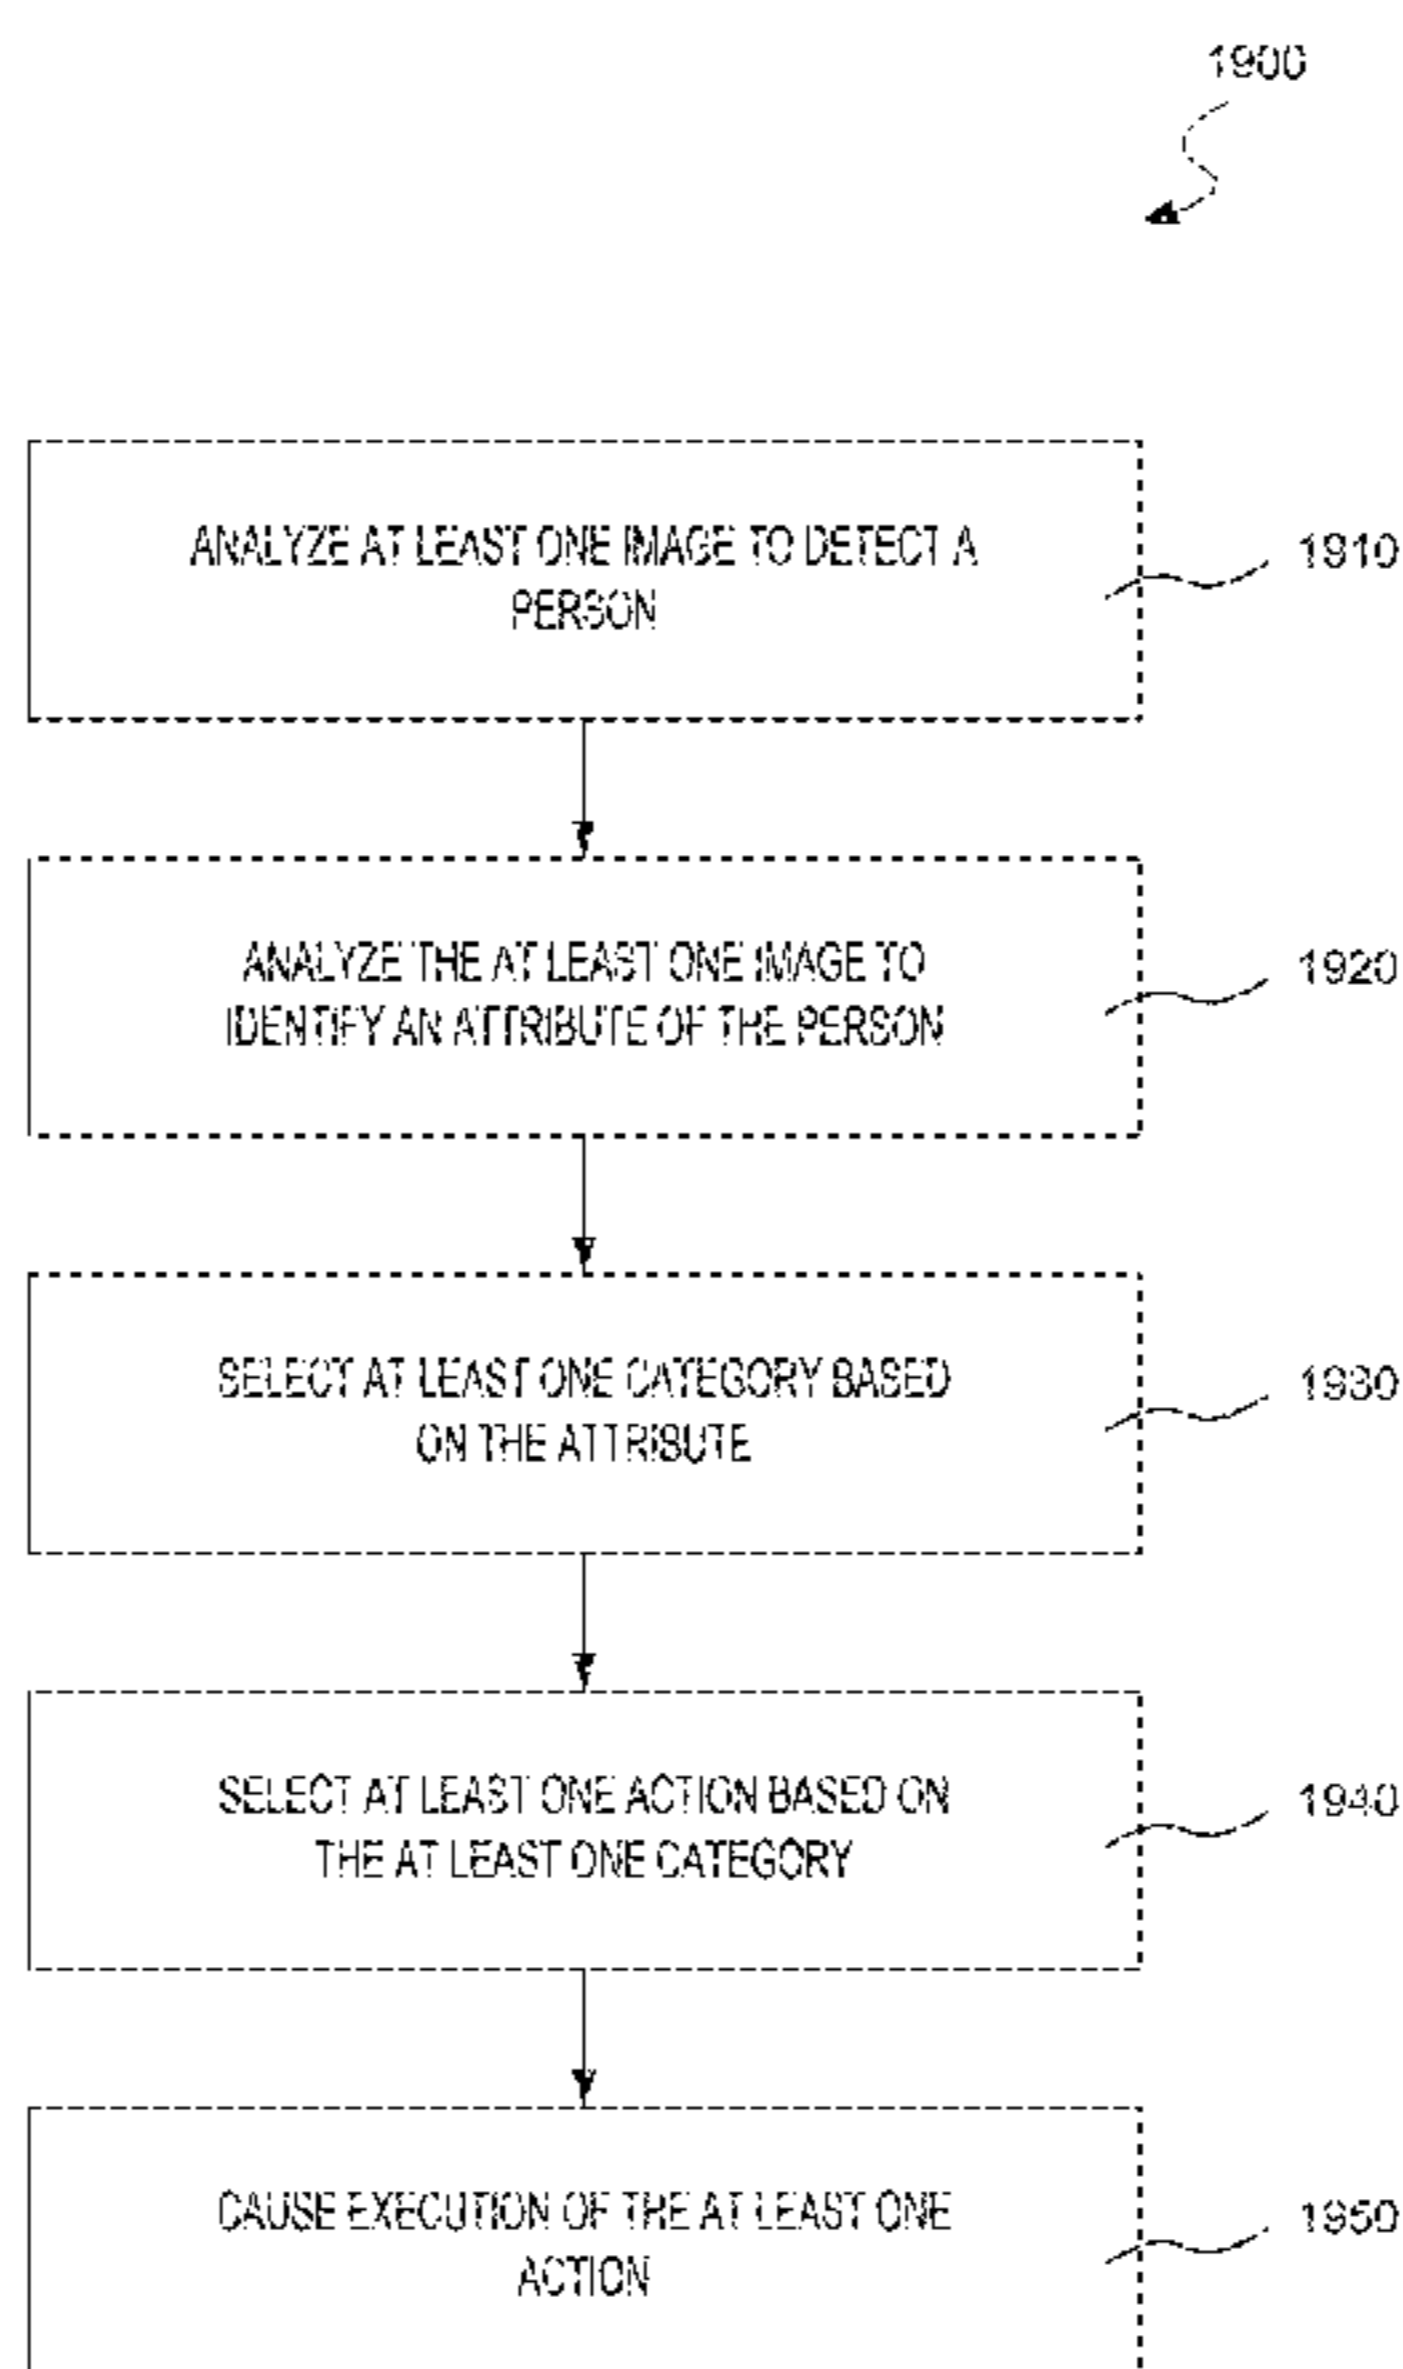 1900
ANALYZE AT LEAST ONE IMAGE TO DETECT A
PERSON
1910
ANALYZE THE AT LEAST ONE IMAGE TO
IDENTIFY AN ATTRIBUTE OF THE PERSON
1920
SELECT AT LEAST ONE CATEGORY BASED
ON THE ATTRIBUTE
1930
SELECT AT LEAST ONE ACTION BASED ON
THE AT LEAST ONE CATEGORY
1940
CAUSE EXECUTION OF THE AT LEAST ONE
ACTION
1950